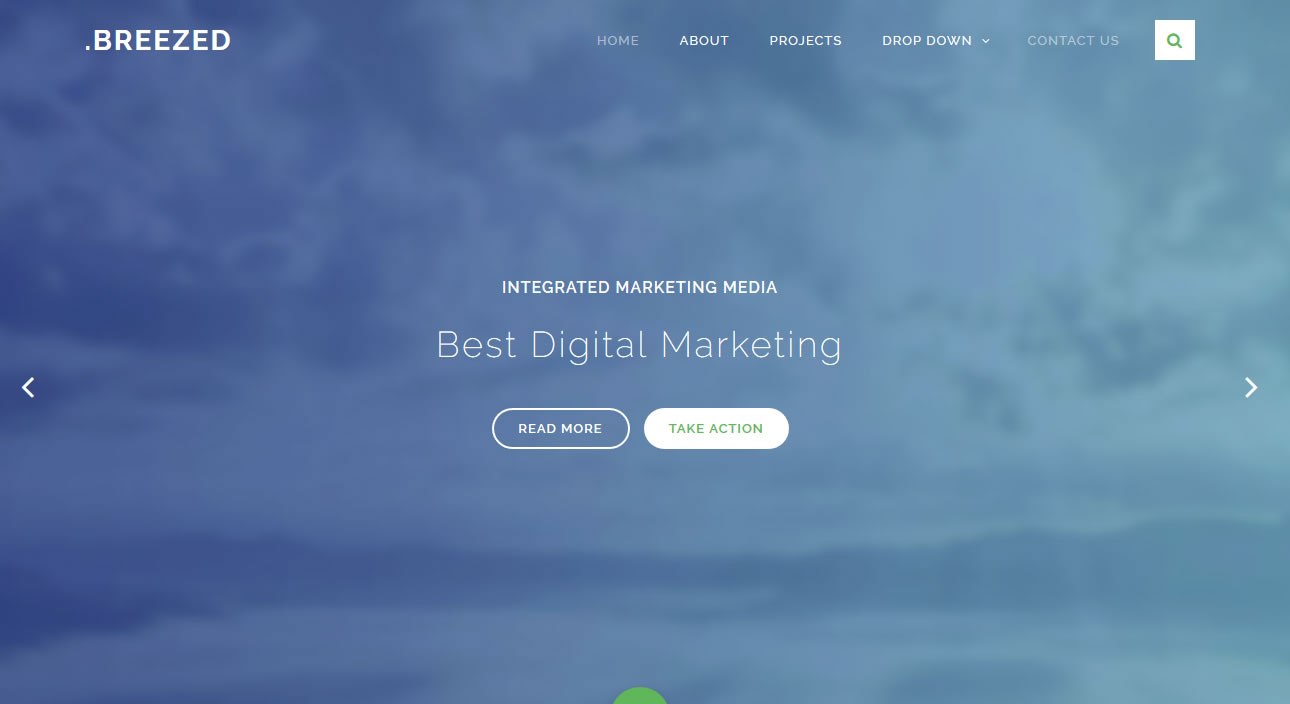 .BREEZED
HOME ABOUT PROJECTS DROP DOWN CONTACT US
INTEGRATED MARKETING MEDIA
Best Digital Marketing
READ MORE TAKE ACTION